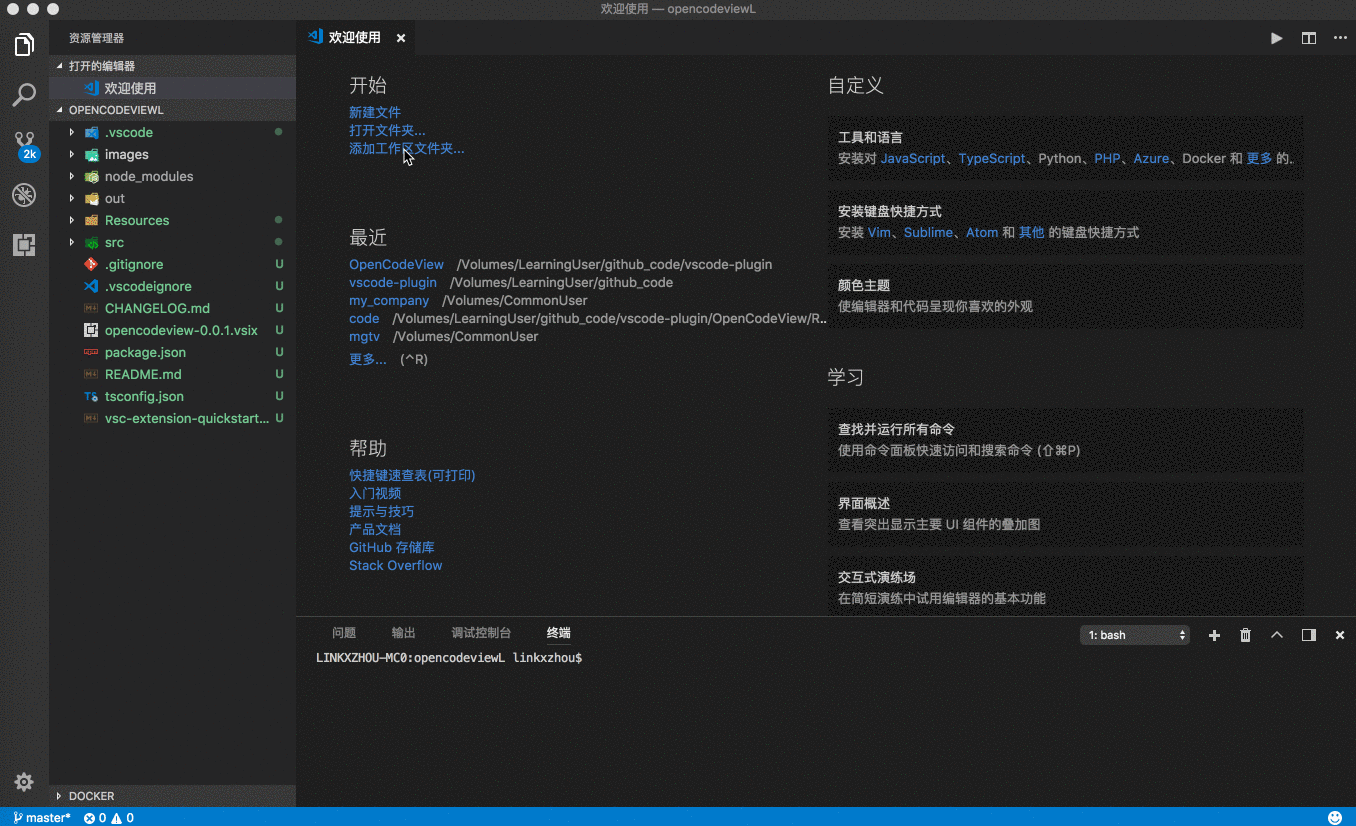 欢迎使用 — opencodeviewL
资源管理器
打开的编辑器
欢迎使用
OPENCODEVIEWL
.vscode
images
node_modules
out
Resources
src
.gitignore U
.vscodeignore U
CHANGELOG.md U
opencodeview-0.0.1.vsix U
package.json U
README.md U
tsconfig.json U
vsc-extension-quickstart... U
DOCKER
2k
欢迎使用
开始
新建文件
打开文件夹...
添加工作区文件夹...
最近
OpenCodeView /Volumes/LearningUser/github_code/vscode-plugin
vscode-plugin /Volumes/LearningUser/github_code
my_company /Volumes/CommonUser
code /Volumes/LearningUser/github_code/vscode-plugin/OpenCodeView/R...
mgtv /Volumes/CommonUser
更多... (^R)
帮助
快捷键速查表(可打印)
入门视频
提示与技巧
产品文档
GitHub 存储库
Stack Overflow
自定义
工具和语言
安装对 JavaScript、TypeScript、Python、PHP、Azure、Docker 和 更多 的..
安装键盘快捷方式
安装 Vim、Sublime、Atom 和 其他 的键盘快捷方式
颜色主题
使编辑器和代码呈现你喜欢的外观
学习
查找并运行所有命令
使用命令面板快速访问和搜索命令 (⇧⌘P)
界面概述
查看突出显示主要 UI 组件的叠加图
交互式演练场
在简短演练中试用编辑器的基本功能
问题 输出 调试控制台 终端 1: bash
LINKXZHOU-MC0:opencodeviewL linkxzhou$
master* 0 0